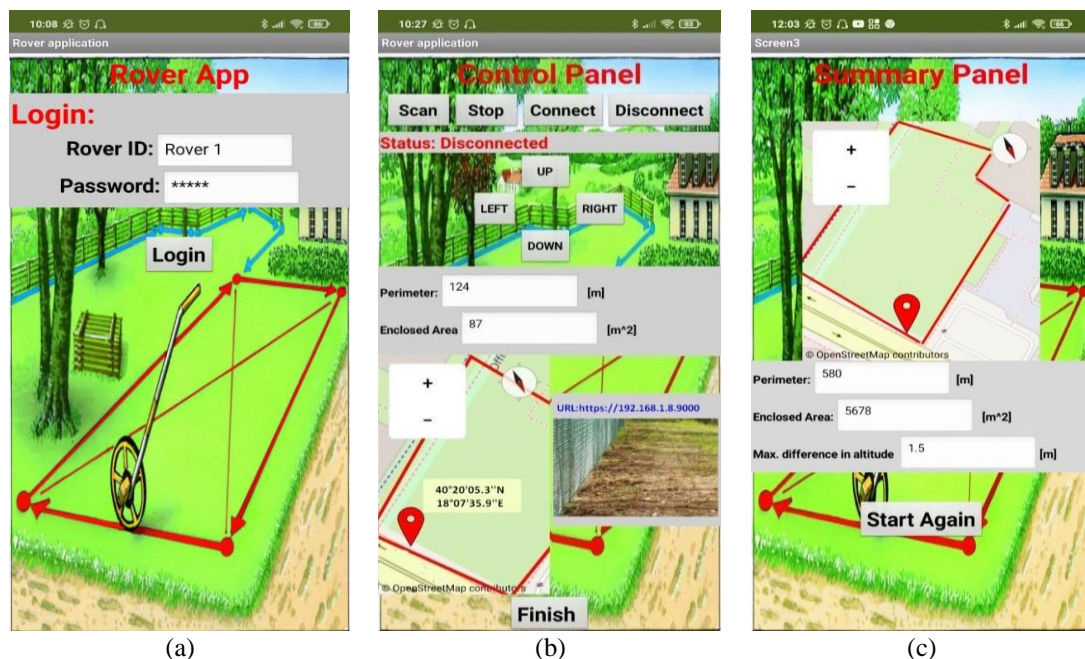 10:08
86
Rover application
Rover App
Login:
Rover ID: Rover 1
Password: *****
Login
(a)
10:27
83
Rover application
Control Panel
Scan Stop Connect Disconnect
Status: Disconnected
UP
LEFT RIGHT
DOWN
Perimeter: 124 [m]
Enclosed Area 87 [m^2]
+
-
URL:https://192.168.1.8.9000
40°20'05.3''N
18°07'35.9''E
© OpenStreetMap contributors
Finish
(b)
12:03
66
Screen3
Summary Panel
+
-
© OpenStreetMap contributors
Perimeter: 580 [m]
Enclosed Area: 5678 [m^2]
Max. difference in altitude 1.5 [m]
Start Again
(c)